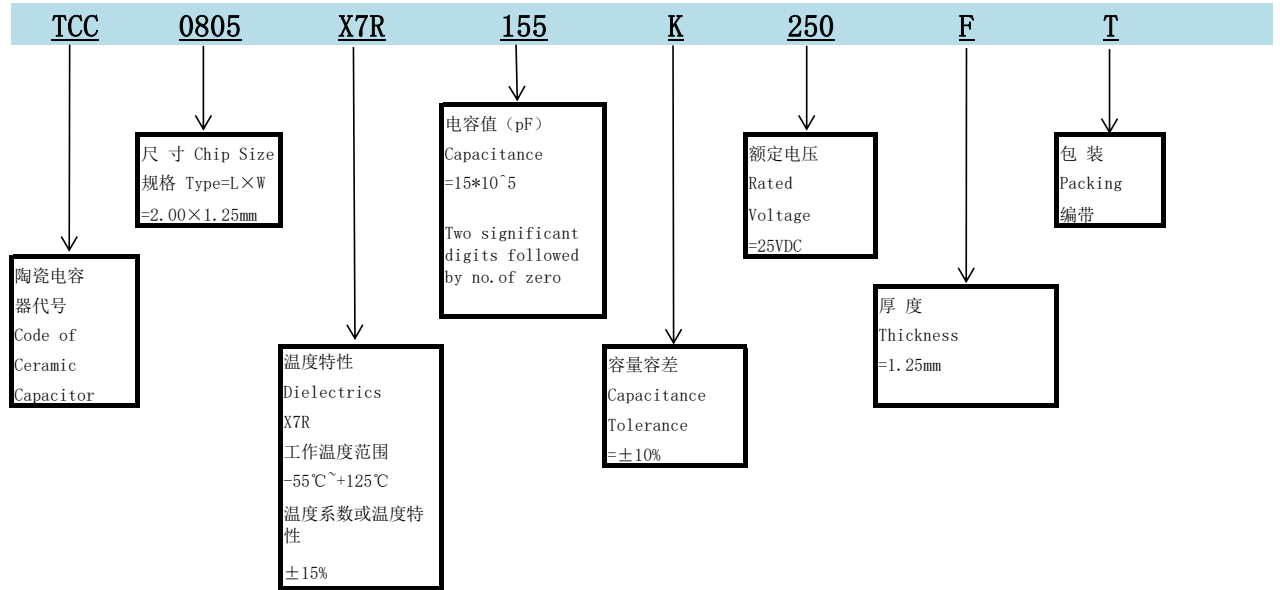 TCC 0805 X7R 155 K 250 F T
陶瓷电容
器代号
Code of
Ceramic
Capacitor
尺 寸 Chip Size
规格 Type=L×W
=2.00×1.25mm
温度特性
Dielectrics
X7R
工作温度范围
-55℃~+125℃
温度系数或温度特
性
±15%
电容值（pF）
Capacitance
=15*10^5
Two significant
digits followed
by no.of zero
容量容差
Capacitance
Tolerance
=±10%
额定电压
Rated
Voltage
=25VDC
厚 度
Thickness
=1.25mm
包 装
Packing
编带